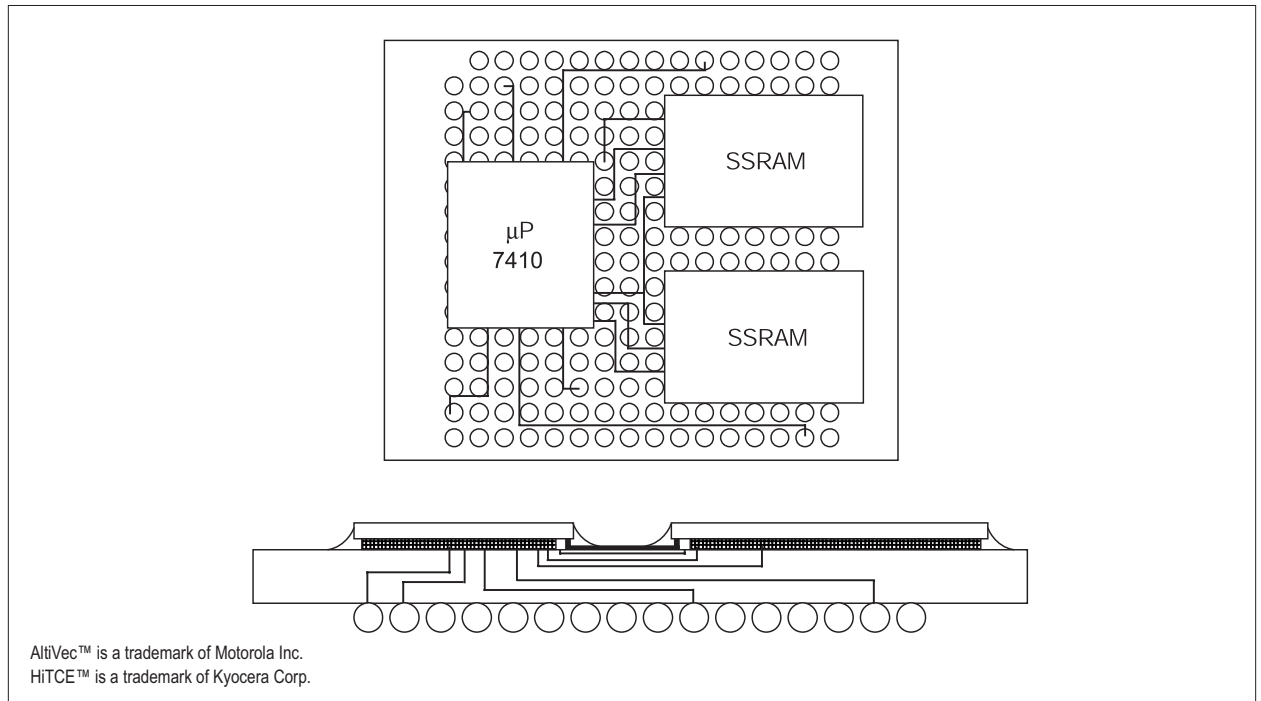 SSRAM
µP
7410
SSRAM
AltiVec™ is a trademark of Motorola Inc.
HiTCE™ is a trademark of Kyocera Corp.